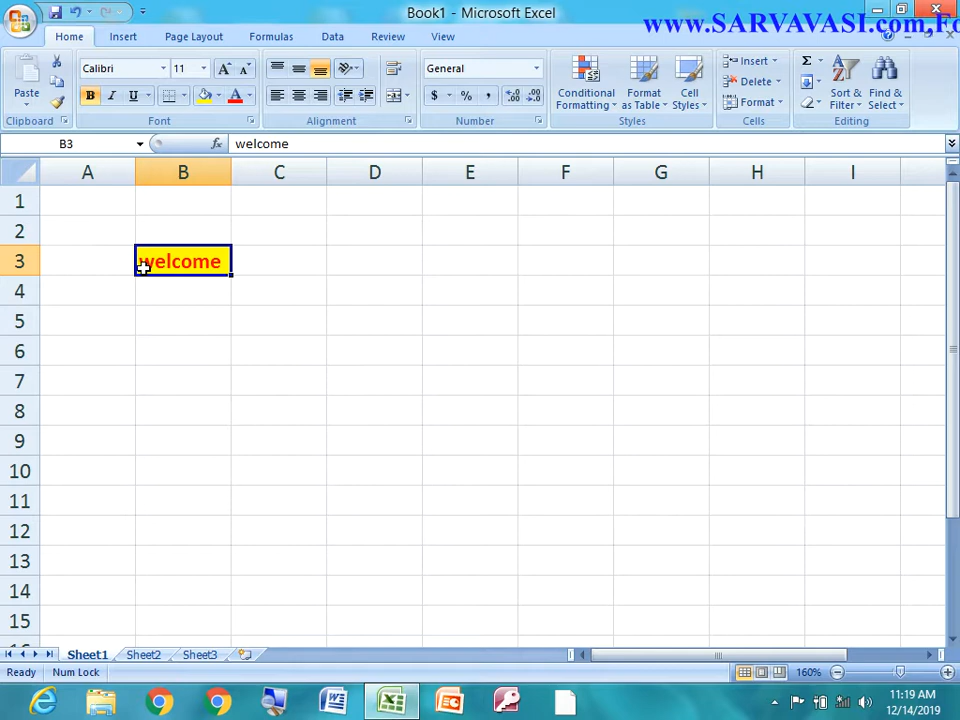 Book1 - Microsoft Excel
www.SARVAVASI.com,Fo
Home Insert Page Layout Formulas Data Review View
Paste
Calibri 11
General
Conditional Formatting
Format as Table
Cell Styles
Insert
Delete
Format
Sort & Filter
Find & Select
Clipboard Font Alignment Number Styles Cells Editing
B3 fx welcome
A B C D E F G H I
1
2
3 welcome
4
5
6
7
8
9
10
11
12
13
14
15
Sheet1 Sheet2 Sheet3
Ready Num Lock 160%
11:19 AM
12/14/2019